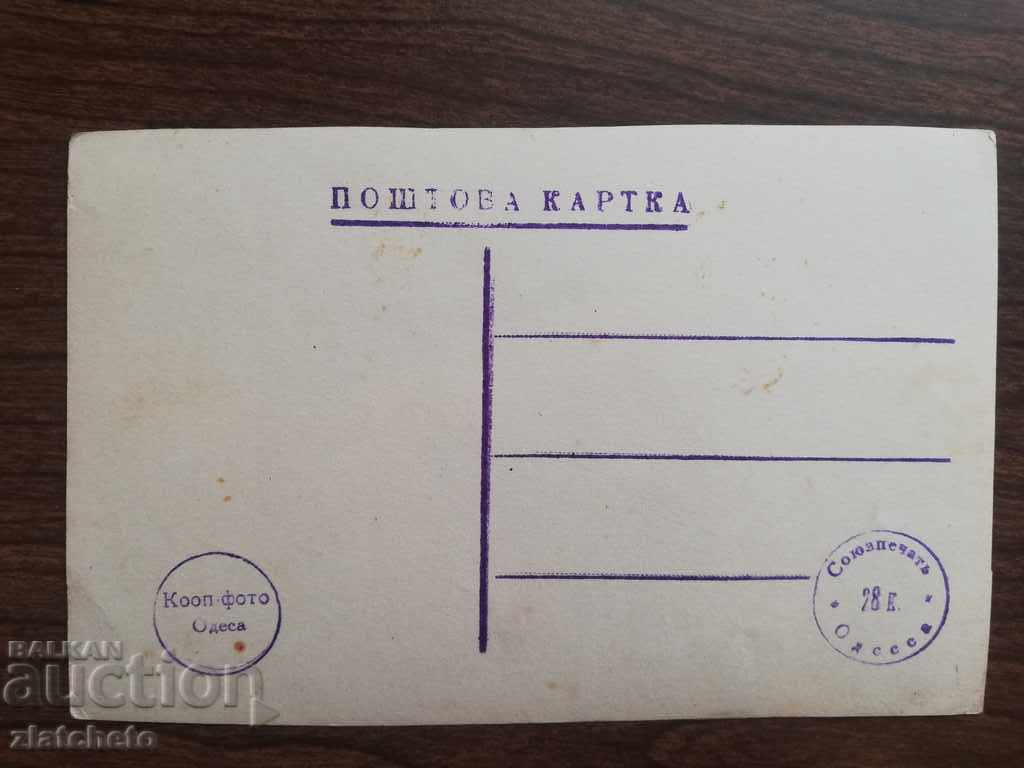 ПОШТОВА КАРТКА
Кооп-фото
Одеса
Союзпечать
28 к.
Одесса
BALKAN
auction
zlatcheto